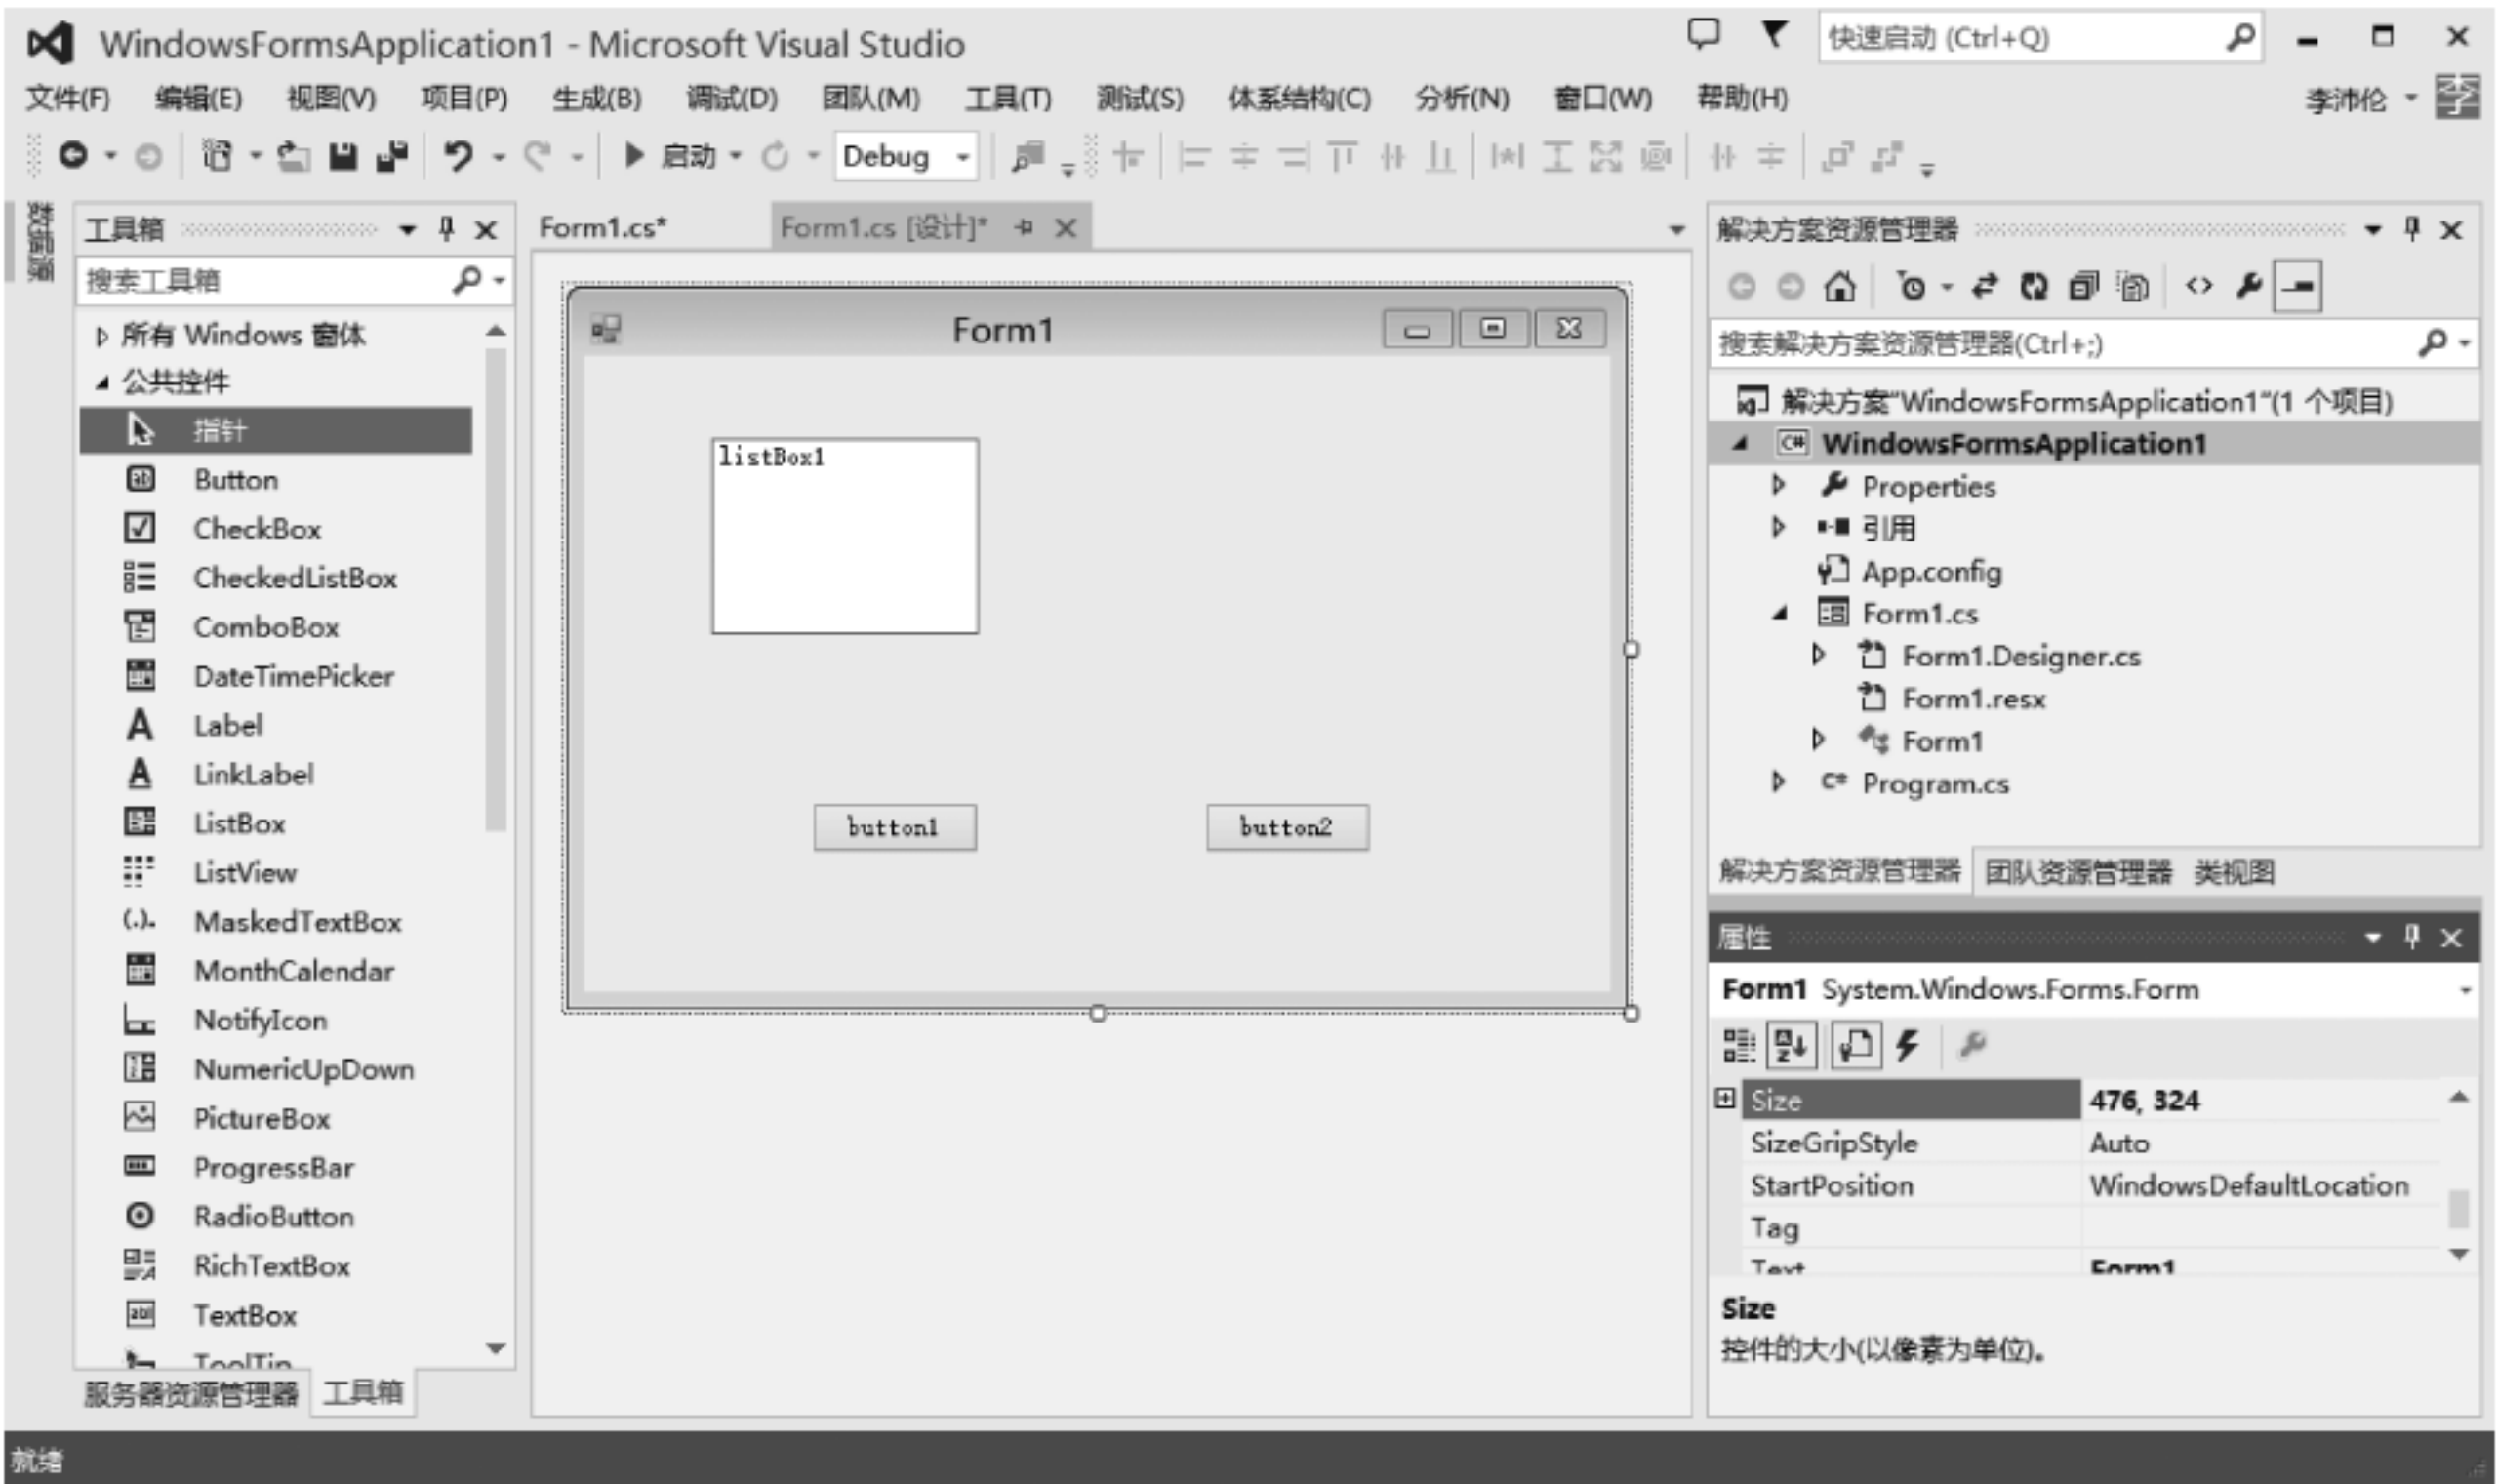 WindowsFormsApplication1 - Microsoft Visual Studio
快速启动 (Ctrl+Q)
文件(F) 编辑(E) 视图(V) 项目(P) 生成(B) 调试(D) 团队(M) 工具(T) 测试(S) 体系结构(C) 分析(N) 窗口(W) 帮助(H)
李沛伦
李
启动
Debug
工具箱
搜索工具箱
所有 Windows 窗体
公共控件
指针
Button
CheckBox
CheckedListBox
ComboBox
DateTimePicker
Label
LinkLabel
ListBox
ListView
MaskedTextBox
MonthCalendar
NotifyIcon
NumericUpDown
PictureBox
ProgressBar
RadioButton
RichTextBox
TextBox
ToolTip
服务器资源管理器 工具箱
Form1.cs*
Form1.cs [设计]*
Form1
listBox1
button1
button2
解决方案资源管理器
搜索解决方案资源管理器(Ctrl+;)
解决方案"WindowsFormsApplication1"(1 个项目)
WindowsFormsApplication1
Properties
引用
App.config
Form1.cs
Form1.Designer.cs
Form1.resx
Form1
Program.cs
解决方案资源管理器 团队资源管理器 类视图
属性
Form1 System.Windows.Forms.Form
Size 476, 324
SizeGripStyle Auto
StartPosition WindowsDefaultLocation
Tag
Text Form1
Size
控件的大小(以像素为单位)。
就绪